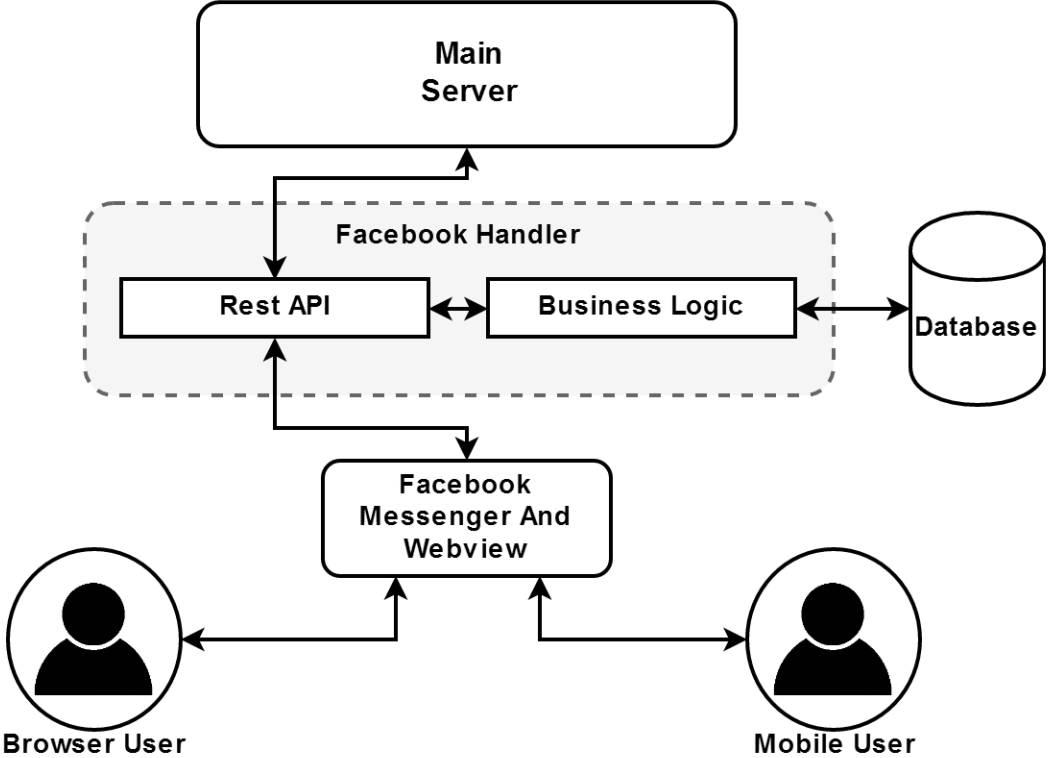 Main
Server
Facebook Handler
Rest API
Business Logic
Database
Facebook
Messenger And
Webview
Browser User
Mobile User